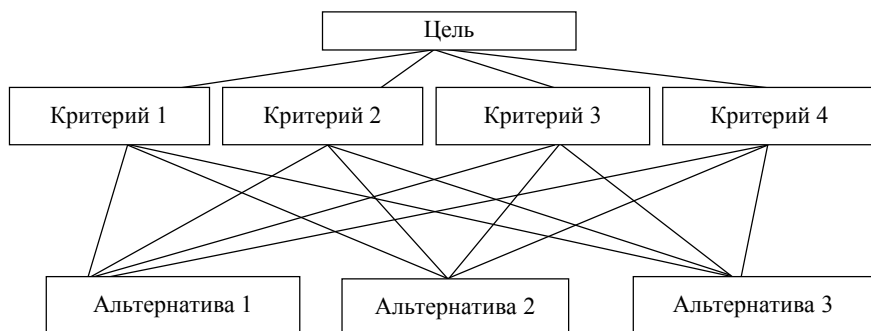 Цель
Критерий 1
Критерий 2
Критерий 3
Критерий 4
Альтернатива 1
Альтернатива 2
Альтернатива 3